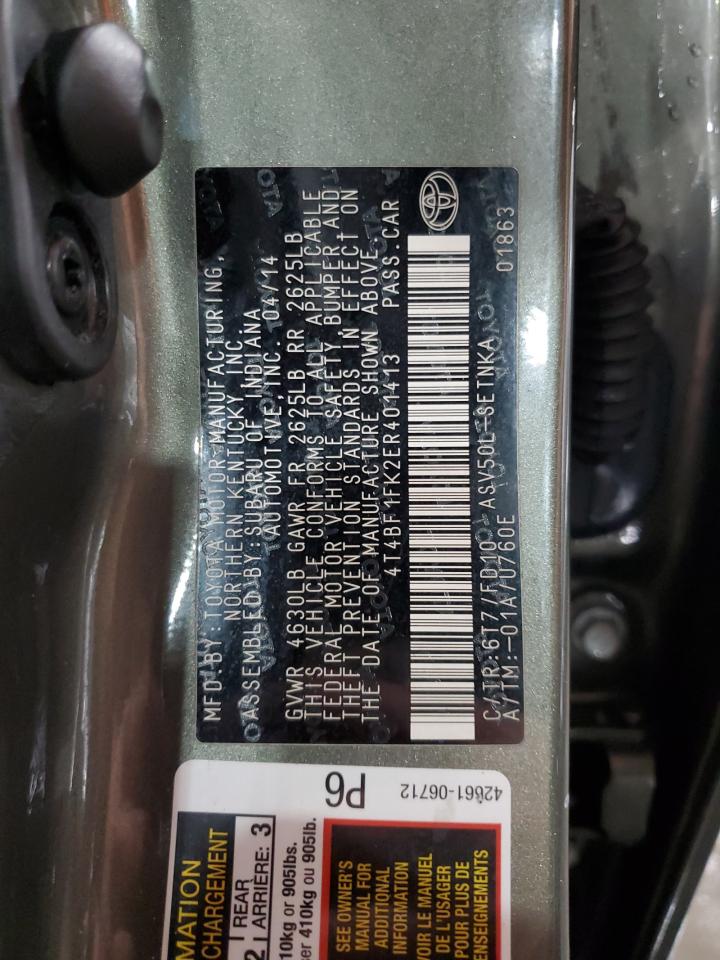 MFD BY: TOYOTA MOTOR MANUFACTURING,
NORTHERN KENTUCKY INC.
ASSEMBLED BY: SUBARU OF INDIANA
AUTOMOTIVE, INC. 04/14
GVWR 4630LB GAWR FR 2625LB RR 2625LB
THIS VEHICLE CONFORMS TO ALL APPLICABLE
FEDERAL MOTOR VEHICLE SAFETY, BUMPER AND
THEFT PREVENTION STANDARDS IN EFFECT ON
THE DATE OF MANUFACTURE SHOWN ABOVE.
4T4BF1FK2ER401413 PASS.CAR
C/TR: 6T7/FD10 ASV50L-SETNKA
A/TM: -01A/U760E 01863
P6
42661-06712
MATION
CHARGEMENT
2 REAR
ARRIÈRE: 3
10kg or 905lbs.
ser 410kg ou 905lb.
SEE OWNER'S
MANUAL FOR
ADDITIONAL
INFORMATION
VOIR LE MANUEL
DE L'USAGER
POUR PLUS DE
ENSEIGNEMENTS